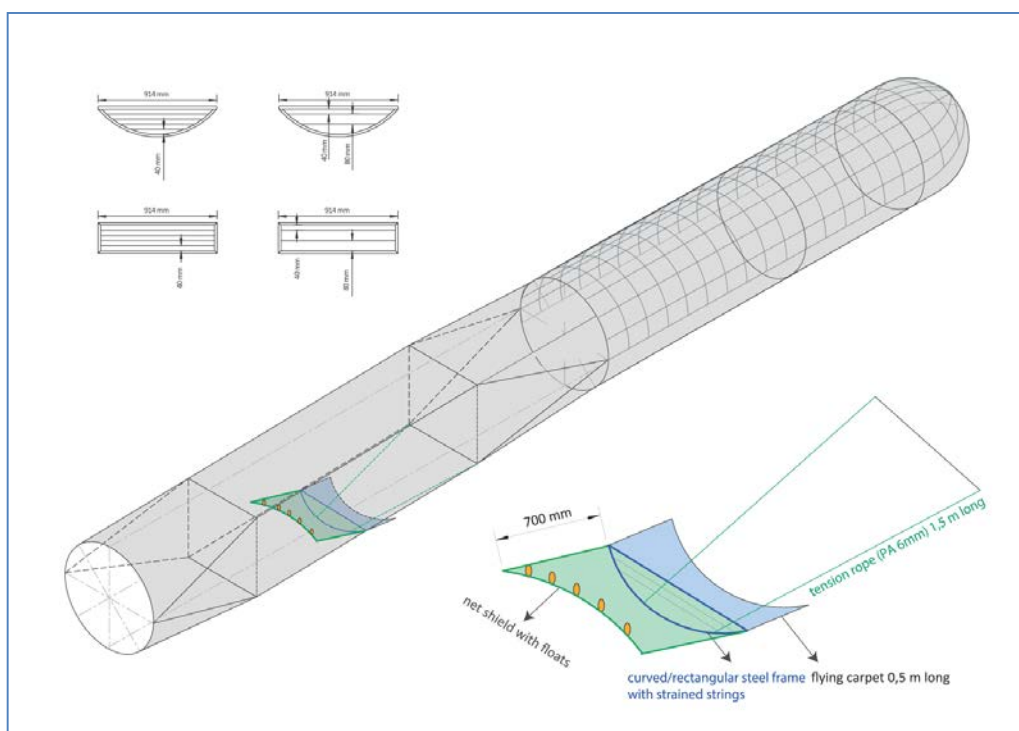 914 mm
914 mm
40 mm
40 mm
80 mm
914 mm
914 mm
40 mm
40 mm
80 mm
700 mm
net shield with floats
tension rope (PA 6mm) 1,5 m long
curved/rectangular steel frame
with strained strings
flying carpet 0,5 m long